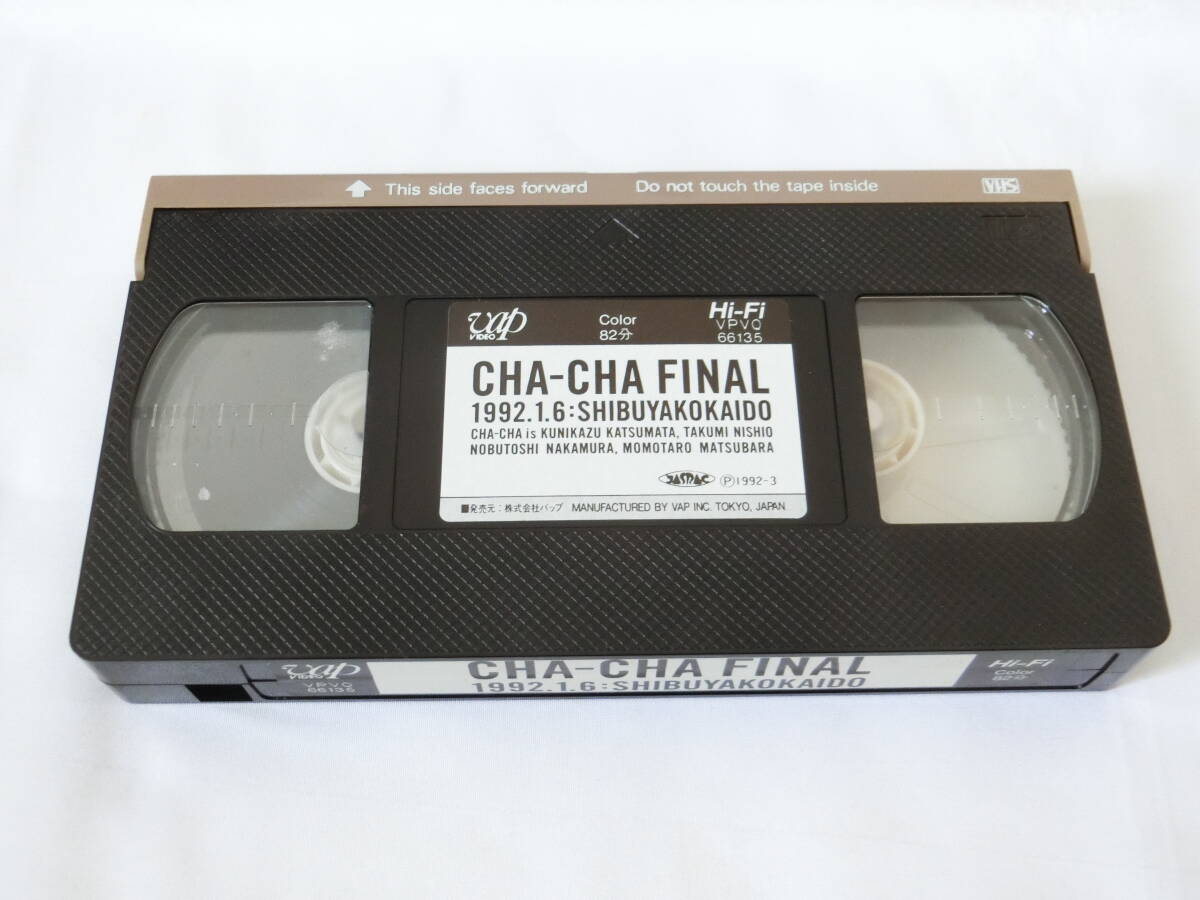 This side faces forward Do not touch the tape inside VHS
vap VIDEO Color 82分 Hi-Fi VPVQ 66135
CHA-CHA FINAL
1992.1.6:SHIBUYAKOKAIDO
CHA-CHA is KUNIKAZU KATSUMATA, TAKUMI NISHIO
NOBUTOSHI NAKAMURA, MOMOTARO MATSUBARA
JASRAC Ⓟ1992-3
■発売元:株式会社バップ MANUFACTURED BY VAP INC. TOKYO, JAPAN
vap VIDEO VPVQ 66135
CHA-CHA FINAL
1992.1.6:SHIBUYAKOKAIDO
Hi-Fi Color 82分